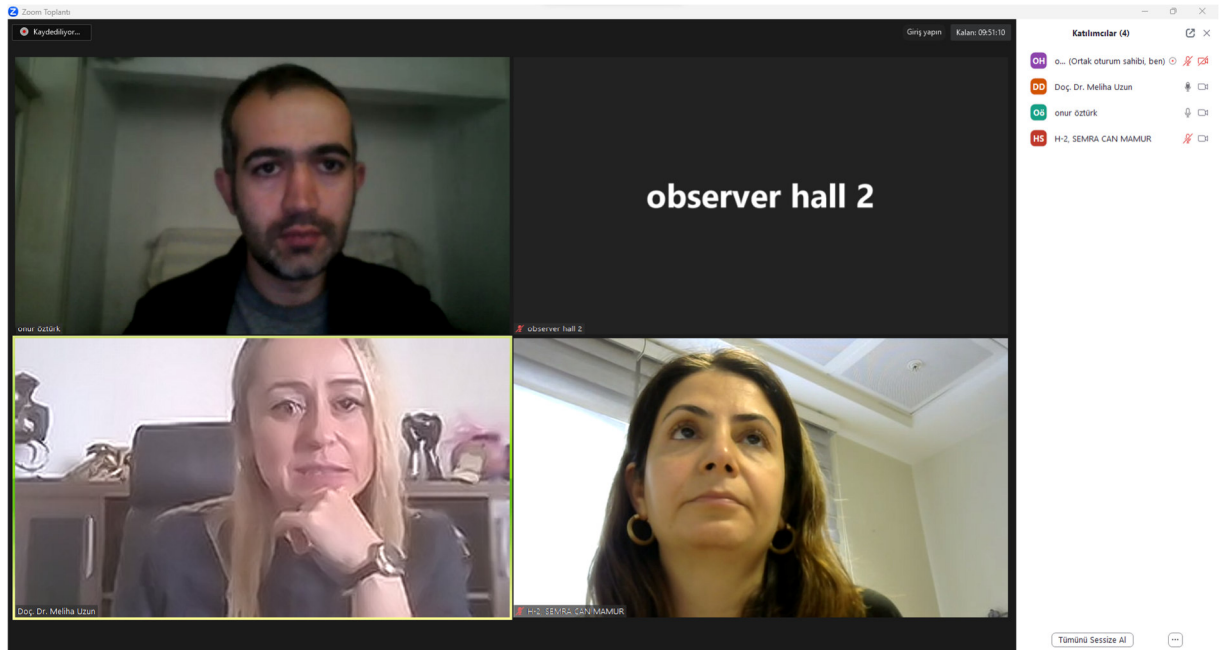 Zoom Toplantı
Kaydediliyor...
Giriş yapın
Kalan: 09:51:10
onur öztürk
observer hall 2
observer hall 2
Doç. Dr. Meliha Uzun
H-2, SEMRA CAN MAMUR
Katılımcılar (4)
OH o... (Ortak oturum sahibi, ben)
DD Doç. Dr. Meliha Uzun
Oö onur öztürk
HS H-2, SEMRA CAN MAMUR
Tümünü Sessize Al